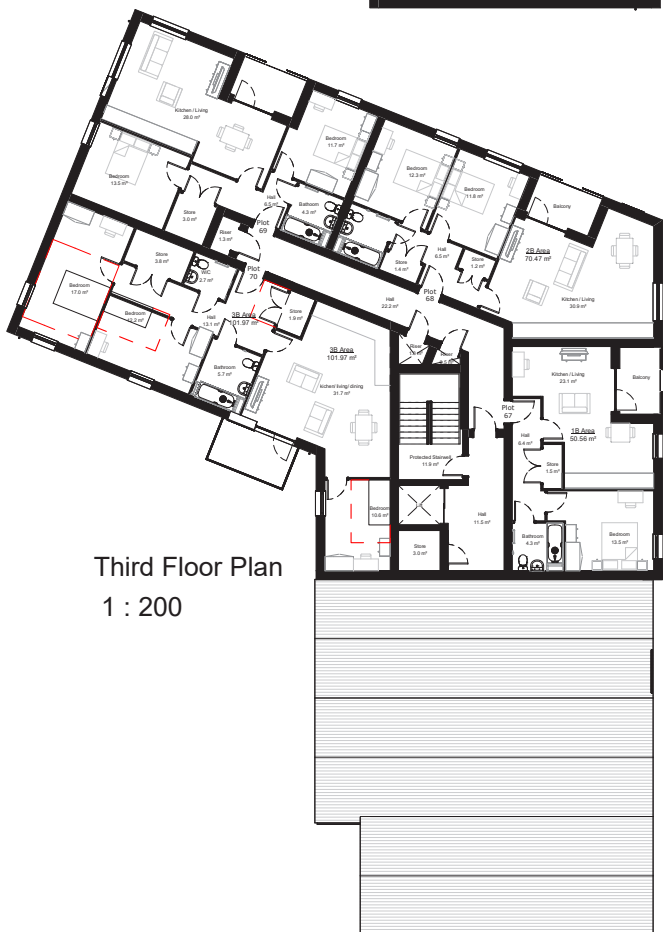 Kitchen / Living
28.0 m²
Bedroom
13.5 m²
Store
3.0 m²
Bedroom
11.7 m²
Hall
6.5 m²
Bathoom
4.3 m²
Plot
69
Riser
1.3 m²
Bedroom
12.3 m²
Bedroom
11.8 m²
Hall
6.5 m²
Store
1.4 m²
Store
1.2 m²
Balcony
2B Area
70.47 m²
Kitchen / Living
30.9 m²
Plot
68
Hall
22.2 m²
Plot
70
Store
3.8 m²
WC
2.7 m²
Bedroom
17.0 m²
Bedroom
Hall
13.1 m²
3B Area
101.97 m²
Store
1.9 m²
Bathroom
5.7 m²
3B Area
101.97 m²
Kitchen/ living/ dining
31.7 m²
Riser
Riser
Kitchen / Living
23.1 m²
Balcony
Plot
67
1B Area
50.56 m²
Hall
6.4 m²
Store
1.5 m²
Protected Stairwell
11.9 m²
Bedroom
10.6 m²
Hall
11.5 m²
Store
3.0 m²
Bathroom
4.3 m²
Bedroom
13.5 m²
Third Floor Plan
1 : 200